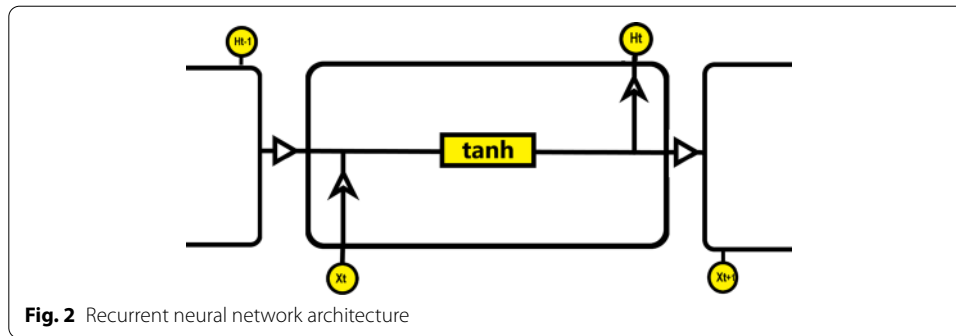 Ht-1
Ht
tanh
Xt
Xt+1
Fig. 2 Recurrent neural network architecture